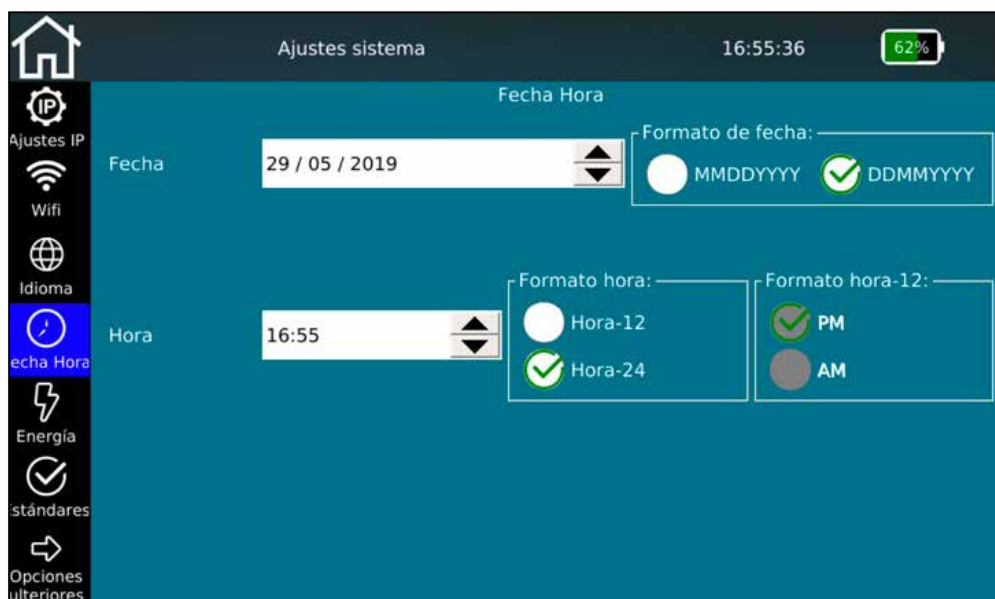 Ajustes sistema
16:55:36
62%
Ajustes IP
Wifi
Idioma
echa Hora
Energía
stándares
Opciones
ulteriores
Fecha Hora
Fecha
29 / 05 / 2019
Formato de fecha:
MMDDYYYY
DDMMYYYY
Hora
16:55
Formato hora:
Hora-12
Hora-24
Formato hora-12:
PM
AM